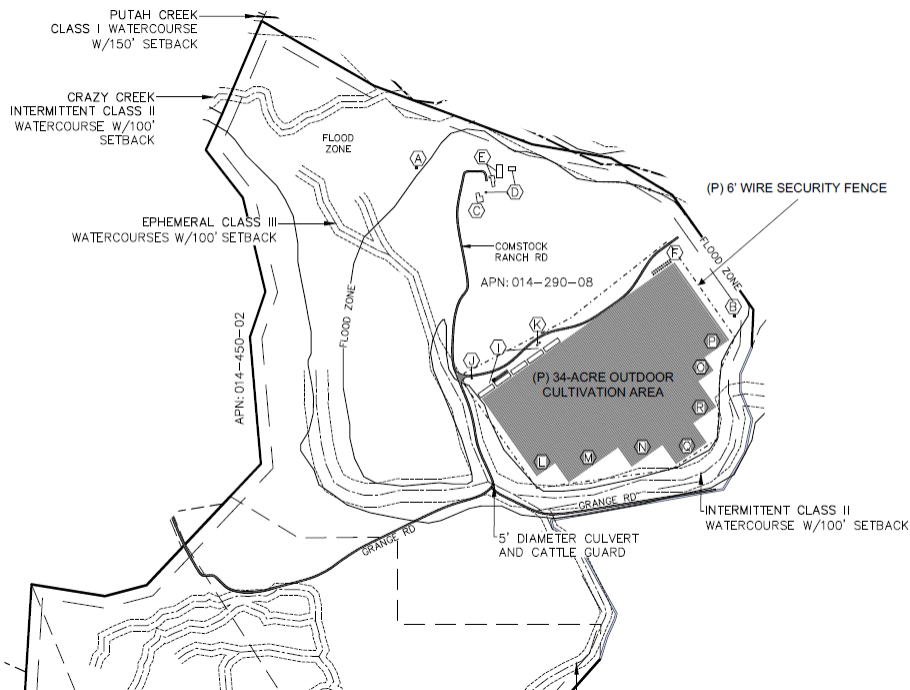 PUTAH CREEK
CLASS I WATERCOURSE
W/150' SETBACK
CRAZY CREEK
INTERMITTENT CLASS II
WATERCOURSE W/100'
SETBACK
FLOOD
ZONE
A
E
D
C
(P) 6' WIRE SECURITY FENCE
EPHEMERAL CLASS III
WATERCOURSES W/100' SETBACK
COMSTOCK
RANCH RD
FLOOD ZONE
F
APN: 014-290-08
FLOOD ZONE
B
APN: 014-450-02
K
I
J
P
O
(P) 34-ACRE OUTDOOR
CULTIVATION AREA
R
L
M
N
Q
GRANGE RD
INTERMITTENT CLASS II
WATERCOURSE W/100' SETBACK
5' DIAMETER CULVERT
AND CATTLE GUARD
GRANGE RD